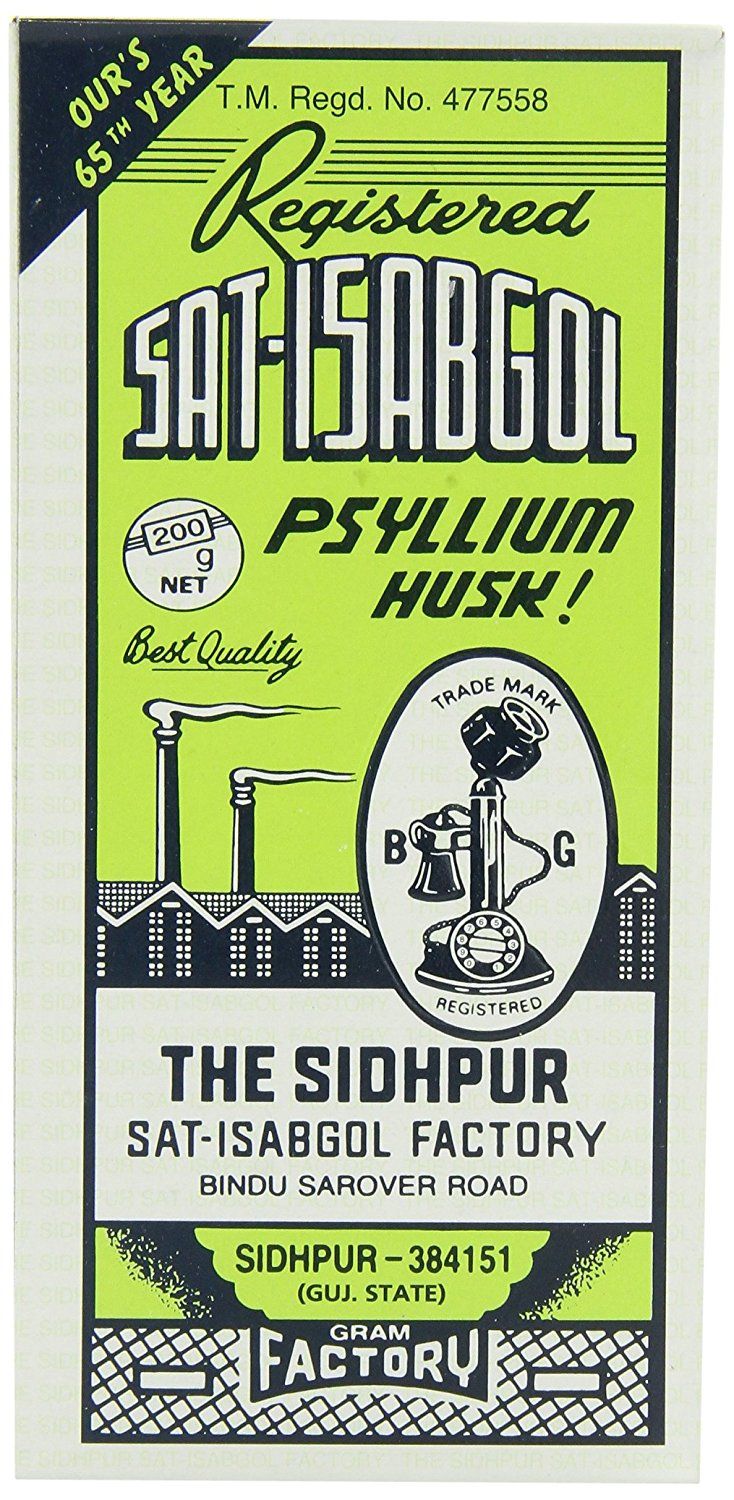 OUR'S
65TH YEAR
T.M. Regd. No. 477558
Registered
SAT-ISABGOL
PSYLLIUM
HUSK!
200
g
NET
Best Quality
TRADE MARK
B G
REGISTERED
THE SIDHPUR
SAT-ISABGOL FACTORY
BINDU SAROVER ROAD
SIDHPUR – 384151
(GUJ. STATE)
GRAM
FACTORY